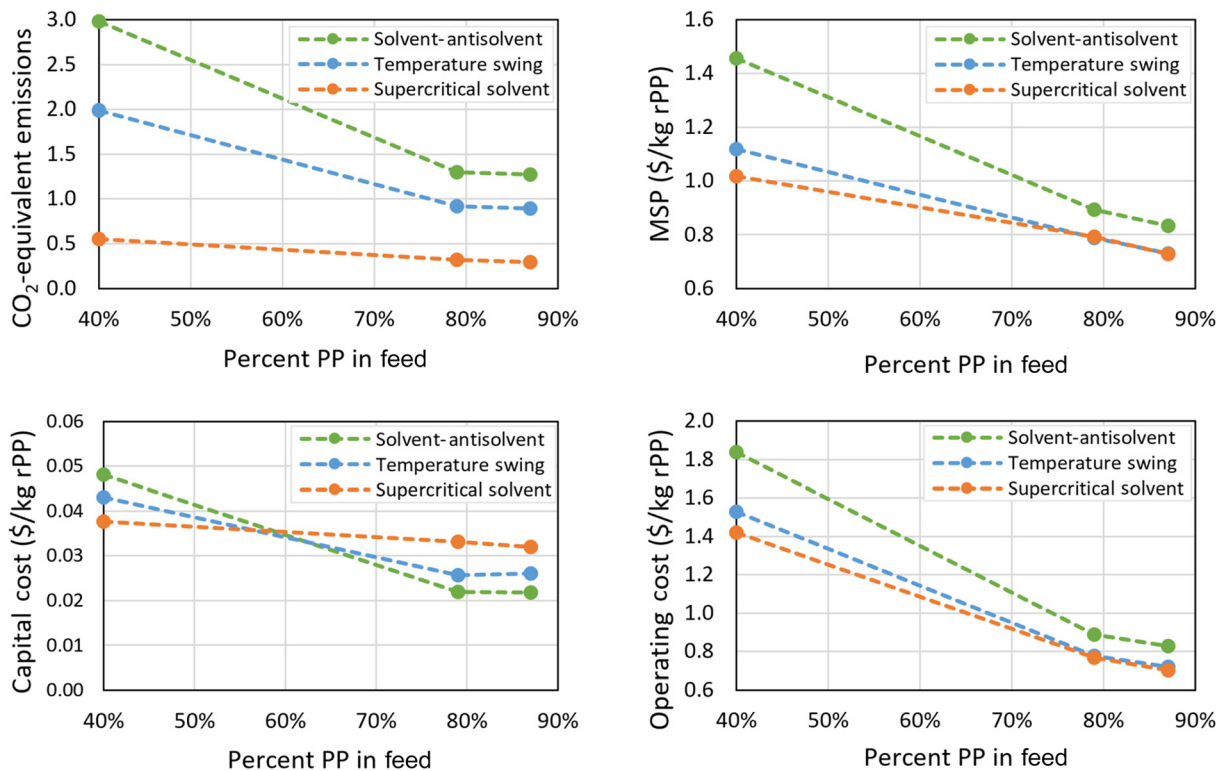 CO₂-equivalent emissions
3.0
2.5
2.0
1.5
1.0
0.5
0.0
Solvent-antisolvent
Temperature swing
Supercritical solvent
40% 50% 60% 70% 80% 90%
Percent PP in feed
MSP ($/kg rPP)
1.6
1.4
1.2
1.0
0.8
0.6
Solvent-antisolvent
Temperature swing
Supercritical solvent
40% 50% 60% 70% 80% 90%
Percent PP in feed
Capital cost ($/kg rPP)
0.06
0.05
0.04
0.03
0.02
0.01
0.00
Solvent-antisolvent
Temperature swing
Supercritical solvent
40% 50% 60% 70% 80% 90%
Percent PP in feed
Operating cost ($/kg rPP)
2.0
1.8
1.6
1.4
1.2
1.0
0.8
0.6
Solvent-antisolvent
Temperature swing
Supercritical solvent
40% 50% 60% 70% 80% 90%
Percent PP in feed